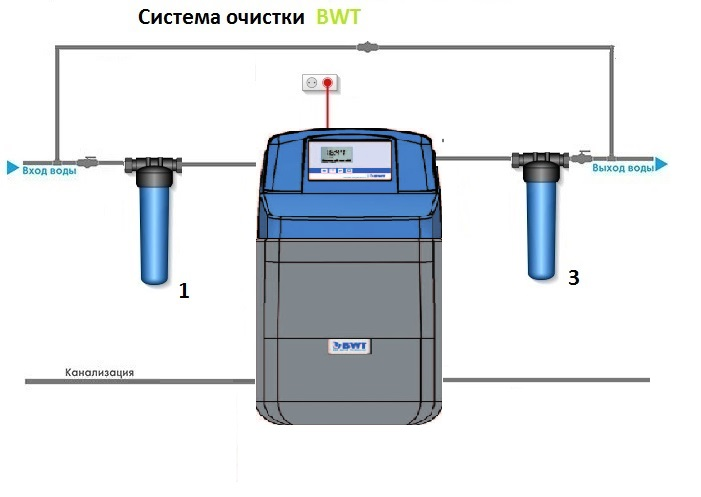 Система очистки BWT
Вход воды
Выход воды
1
3
BWT
Канализация